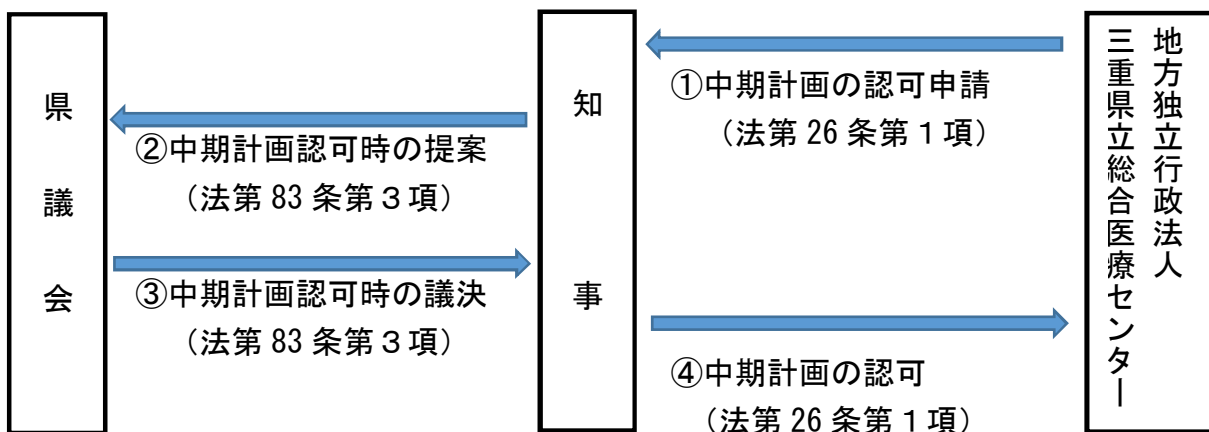 県議会
②中期計画認可時の提案
(法第 83 条第３項)
③中期計画認可時の議決
(法第 83 条第３項)
知事
①中期計画の認可申請
(法第 26 条第１項)
④中期計画の認可
(法第 26 条第１項)
地方独立行政法人
三重県立総合医療センター